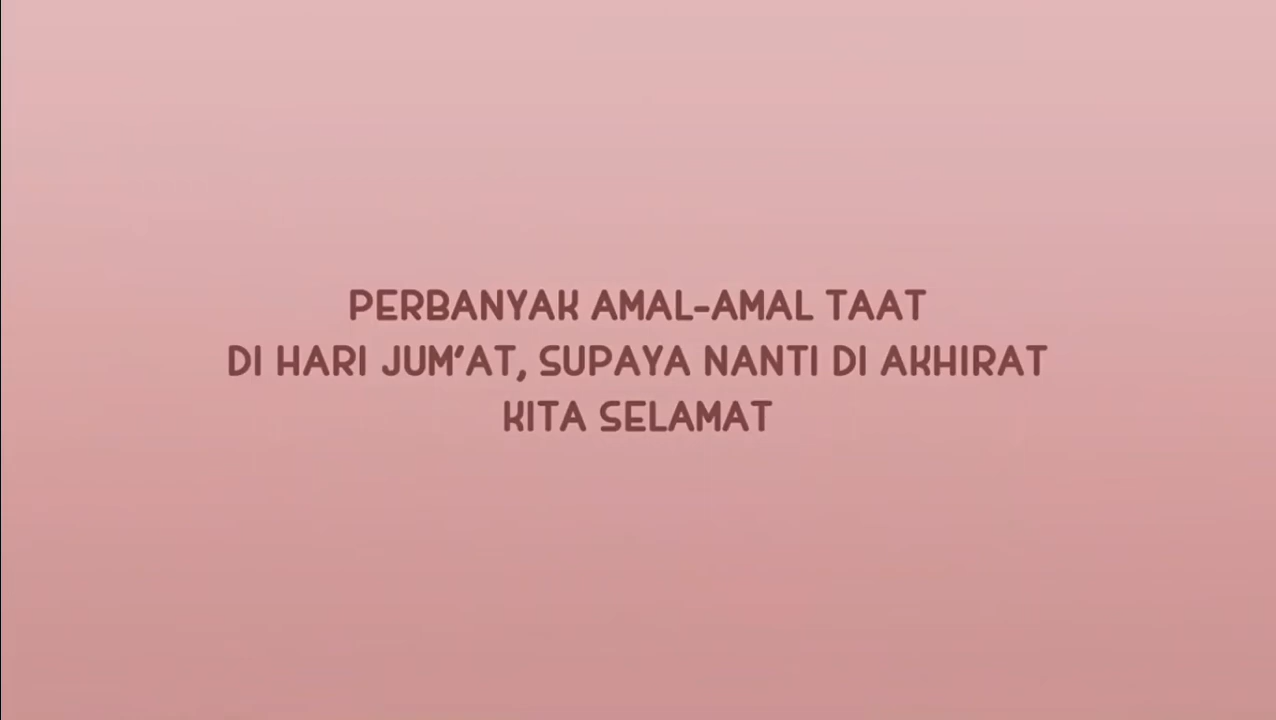 PERBANYAK AMAL-AMAL TAAT
DI HARI JUM'AT, SUPAYA NANTI DI AKHIRAT
KITA SELAMAT